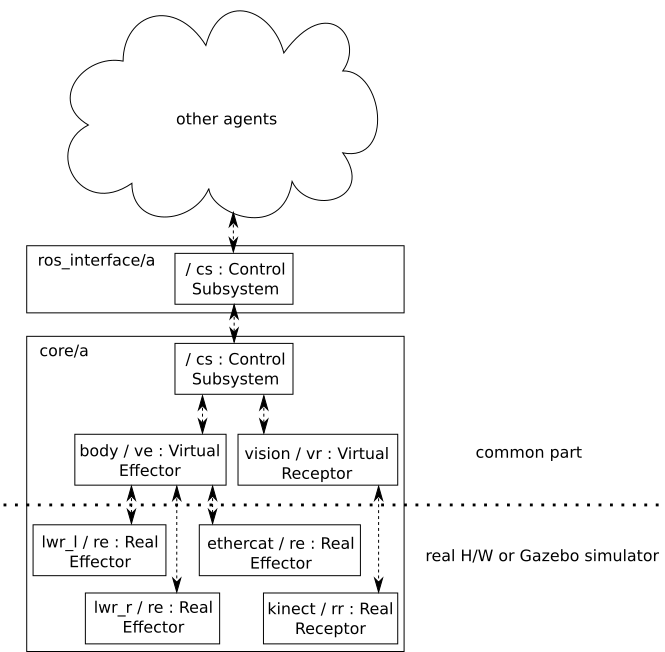 other agents
ros_interface/a
/ cs : Control
Subsystem
core/a
/ cs : Control
Subsystem
body / ve : Virtual
Effector
vision / vr : Virtual
Receptor
common part
lwr_l / re : Real
Effector
ethercat / re : Real
Effector
real H/W or Gazebo simulator
lwr_r / re : Real
Effector
kinect / rr : Real
Receptor